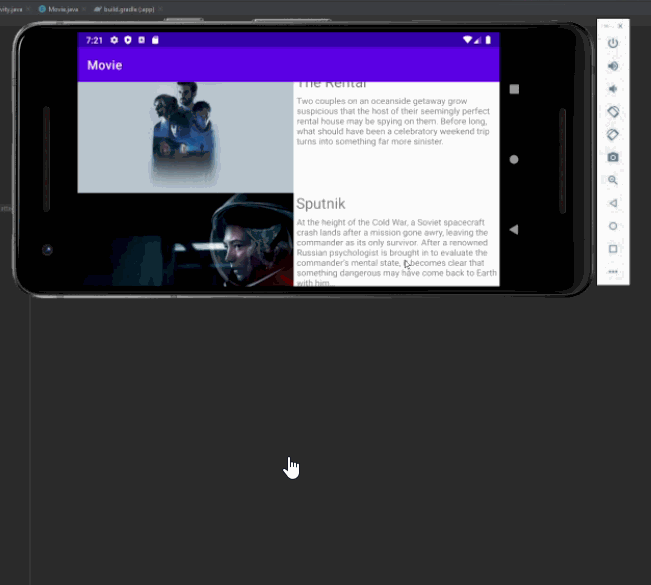 vity.java
Movie.java
build.gradle (:app)
7:21
Movie
The Rental
Two couples on an oceanside getaway grow
suspicious that the host of their seemingly perfect
rental house may be spying on them. Before long,
what should have been a celebratory weekend trip
turns into something far more sinister.
Sputnik
At the height of the Cold War, a Soviet spacecraft
crash lands after a mission gone awry, leaving the
commander as its only survivor. After a renowned
Russian psychologist is brought in to evaluate the
commander's mental state, it becomes clear that
something dangerous may have come back to Earth
with him…